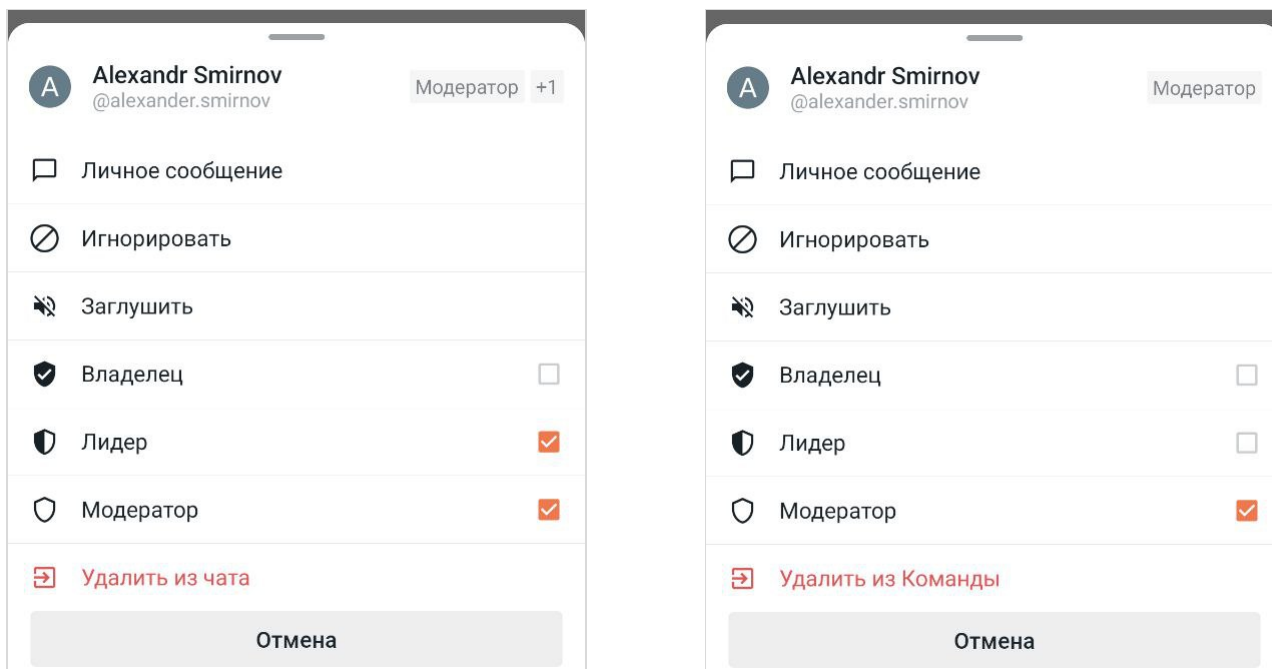 A
Alexandr Smirnov
@alexander.smirnov
Модератор +1
Личное сообщение
Игнорировать
Заглушить
Владелец
Лидер
Модератор
Удалить из чата
Отмена
A
Alexandr Smirnov
@alexander.smirnov
Модератор
Личное сообщение
Игнорировать
Заглушить
Владелец
Лидер
Модератор
Удалить из Команды
Отмена